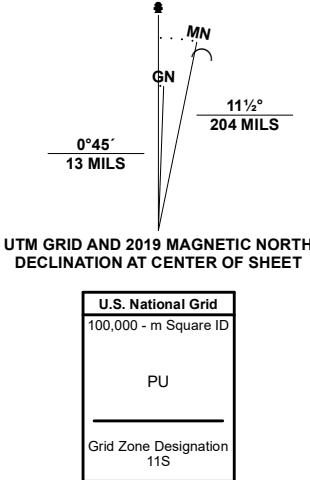 MN
GN
11½°
204 MILS
0°45´
13 MILS
UTM GRID AND 2019 MAGNETIC NORTH
DECLINATION AT CENTER OF SHEET
U.S. National Grid
100,000 - m Square ID
PU
Grid Zone Designation
11S